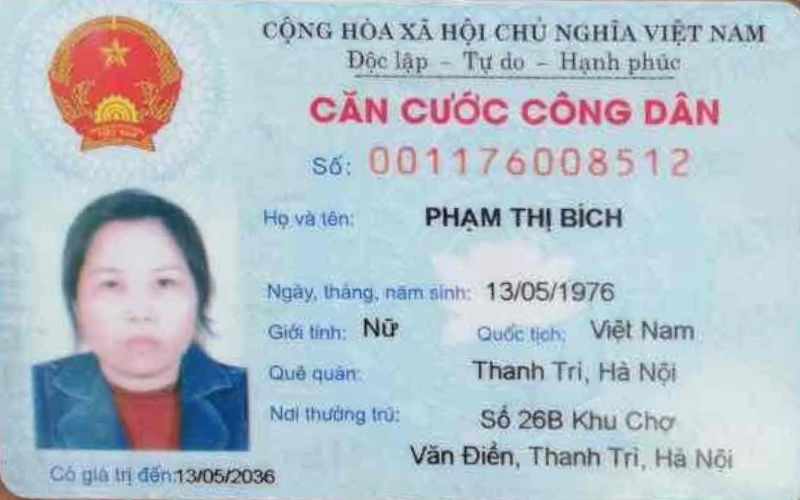 CỘNG HÒA XÃ HỘI CHỦ NGHĨA VIỆT NAM
Độc lập – Tự do – Hạnh phúc
CĂN CƯỚC CÔNG DÂN
Số: 001176008512
Họ và tên: PHẠM THỊ BÍCH
Ngày, tháng, năm sinh: 13/05/1976
Giới tính: Nữ Quốc tịch: Việt Nam
Quê quán: Thanh Trì, Hà Nội
Nơi thường trú: Số 26B Khu Chợ
Văn Điển, Thanh Trì, Hà Nội
Có giá trị đến: 13/05/2036